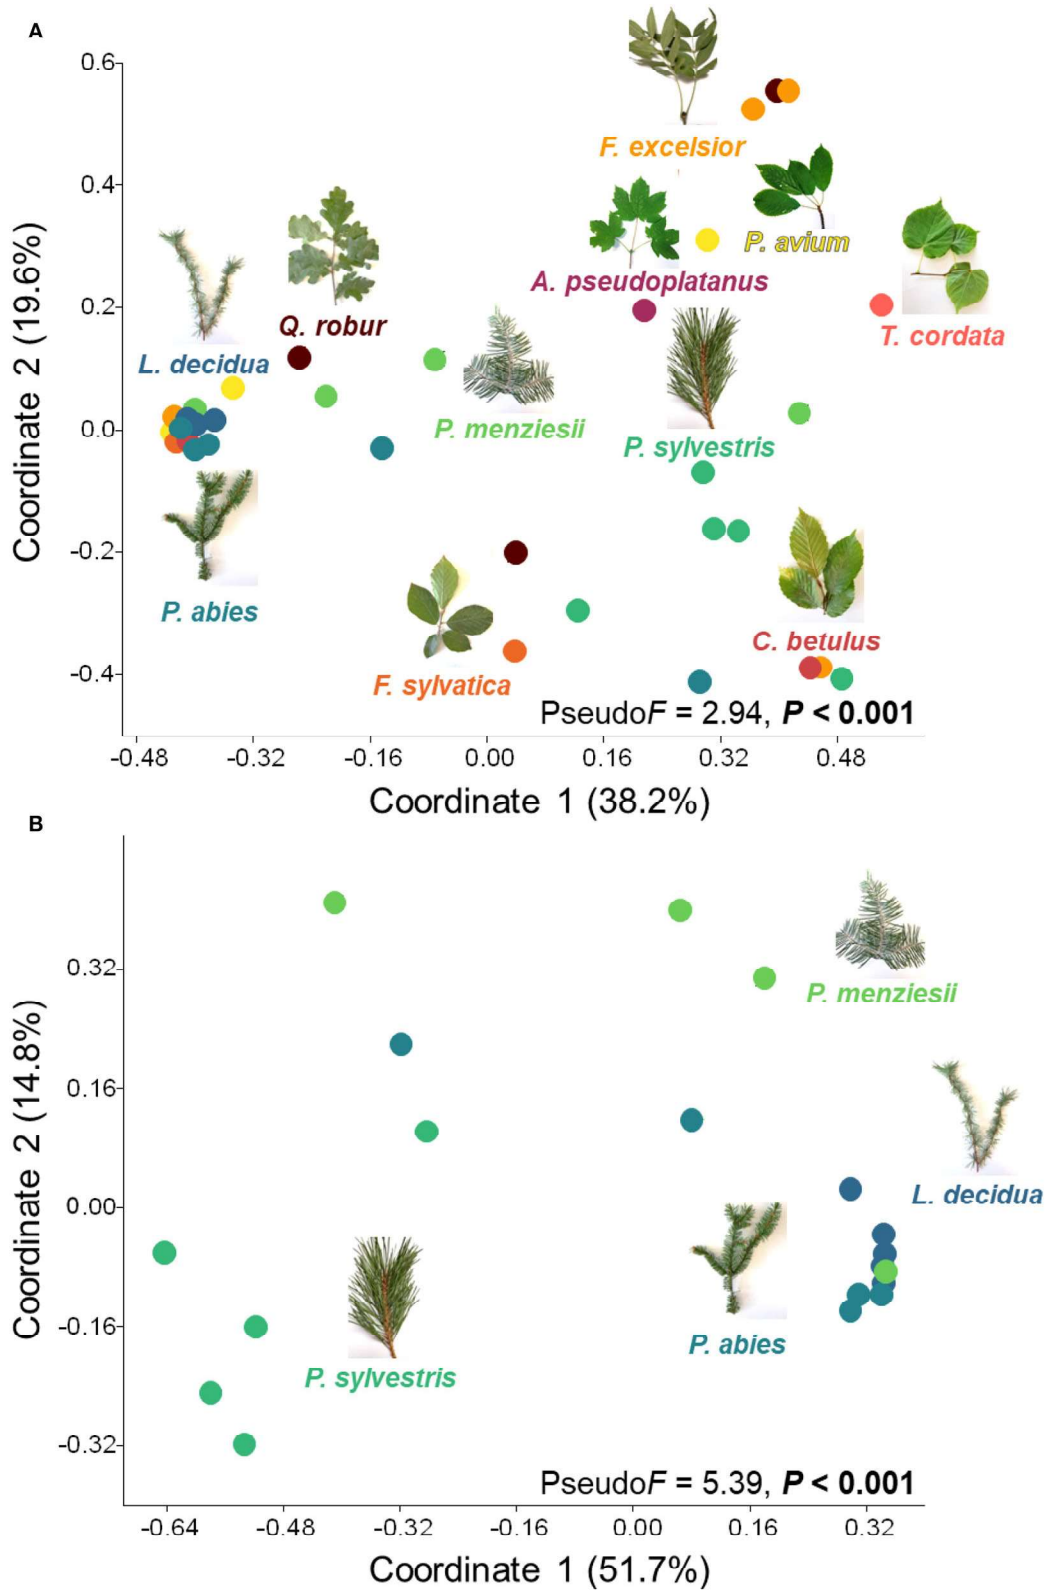 A
0.6
F. excelsior
0.4
P. avium
A. pseudoplatanus
0.2
Q. robur
T. cordata
L. decidua
P. menziesii
P. sylvestris
0.0
-0.2
P. abies
C. betulus
F. sylvatica
-0.4
PseudoF = 2.94, P < 0.001
Coordinate 2 (19.6%)
-0.48 -0.32 -0.16 0.00 0.16 0.32 0.48
Coordinate 1 (38.2%)
B
0.32
P. menziesii
0.16
L. decidua
0.00
-0.16
P. abies
P. sylvestris
-0.32
PseudoF = 5.39, P < 0.001
Coordinate 2 (14.8%)
-0.64 -0.48 -0.32 -0.16 0.00 0.16 0.32
Coordinate 1 (51.7%)